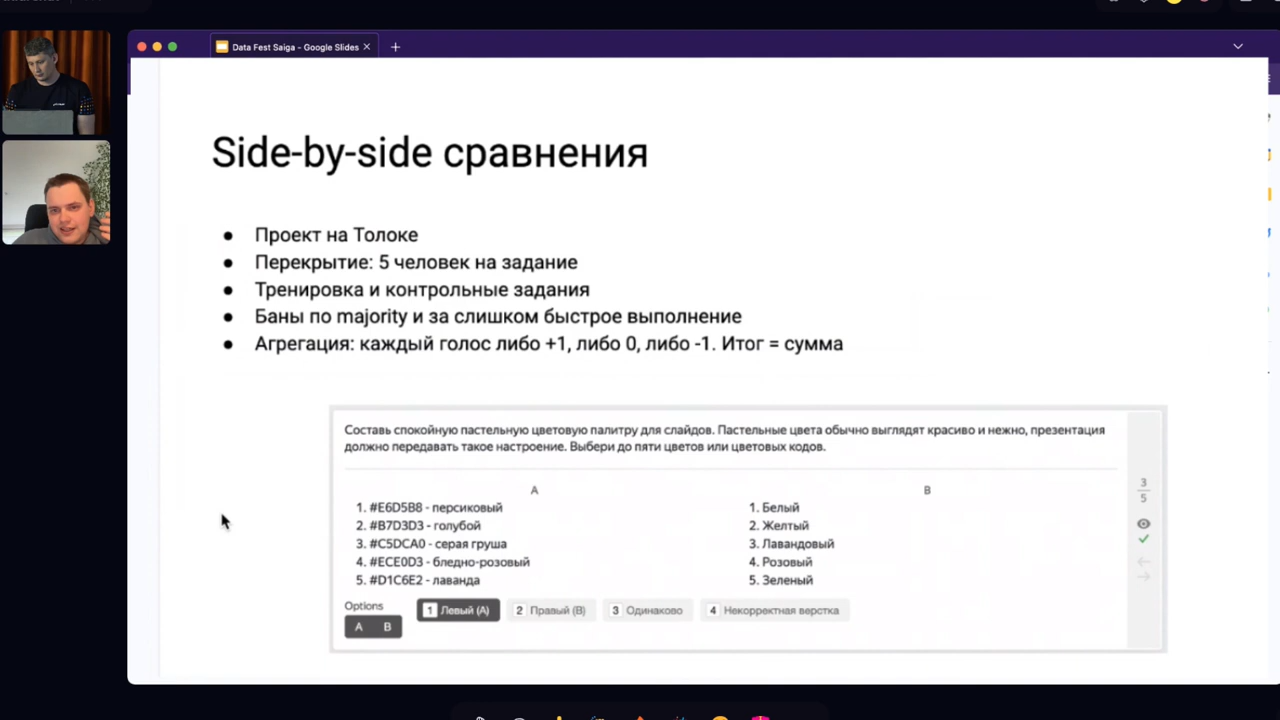 Data Fest Saiga - Google Slides
Side-by-side сравнения
● Проект на Толоке
● Перекрытие: 5 человек на задание
● Тренировка и контрольные задания
● Баны по majority и за слишком быстрое выполнение
● Агрегация: каждый голос либо +1, либо 0, либо -1. Итог = сумма
Составь спокойную пастельную цветовую палитру для слайдов. Пастельные цвета обычно выглядят красиво и нежно, презентация
должно передавать такое настроение. Выбери до пяти цветов или цветовых кодов.
A
1. #E6D5B8 - персиковый
2. #B7D3D3 - голубой
3. #C5DCA0 - серая груша
4. #ECE0D3 - бледно-розовый
5. #D1C6E2 - лаванда
B
1. Белый
2. Желтый
3. Лавандовый
4. Розовый
5. Зеленый
3
5
Options
A B
1 Левый (A) 2 Правый (B) 3 Одинаково 4 Некорректная верстка